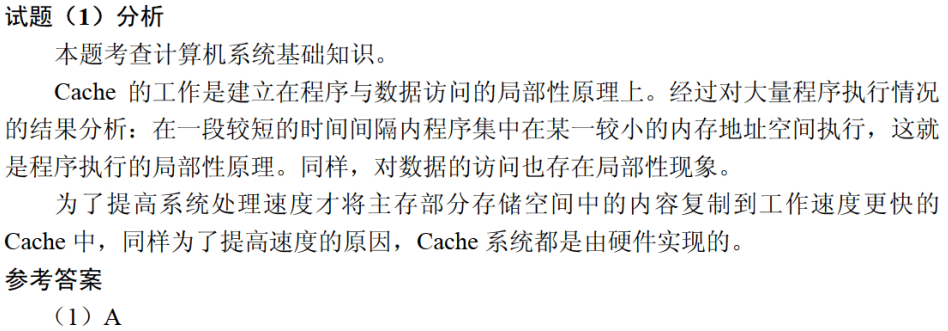 试题（1）分析
本题考查计算机系统基础知识。
Cache 的工作是建立在程序与数据访问的局部性原理上。经过对大量程序执行情况
的结果分析：在一段较短的时间间隔内程序集中在某一较小的内存地址空间执行，这就
是程序执行的局部性原理。同样，对数据的访问也存在局部性现象。
为了提高系统处理速度才将主存部分存储空间中的内容复制到工作速度更快的
Cache 中，同样为了提高速度的原因，Cache 系统都是由硬件实现的。
参考答案
（1）A